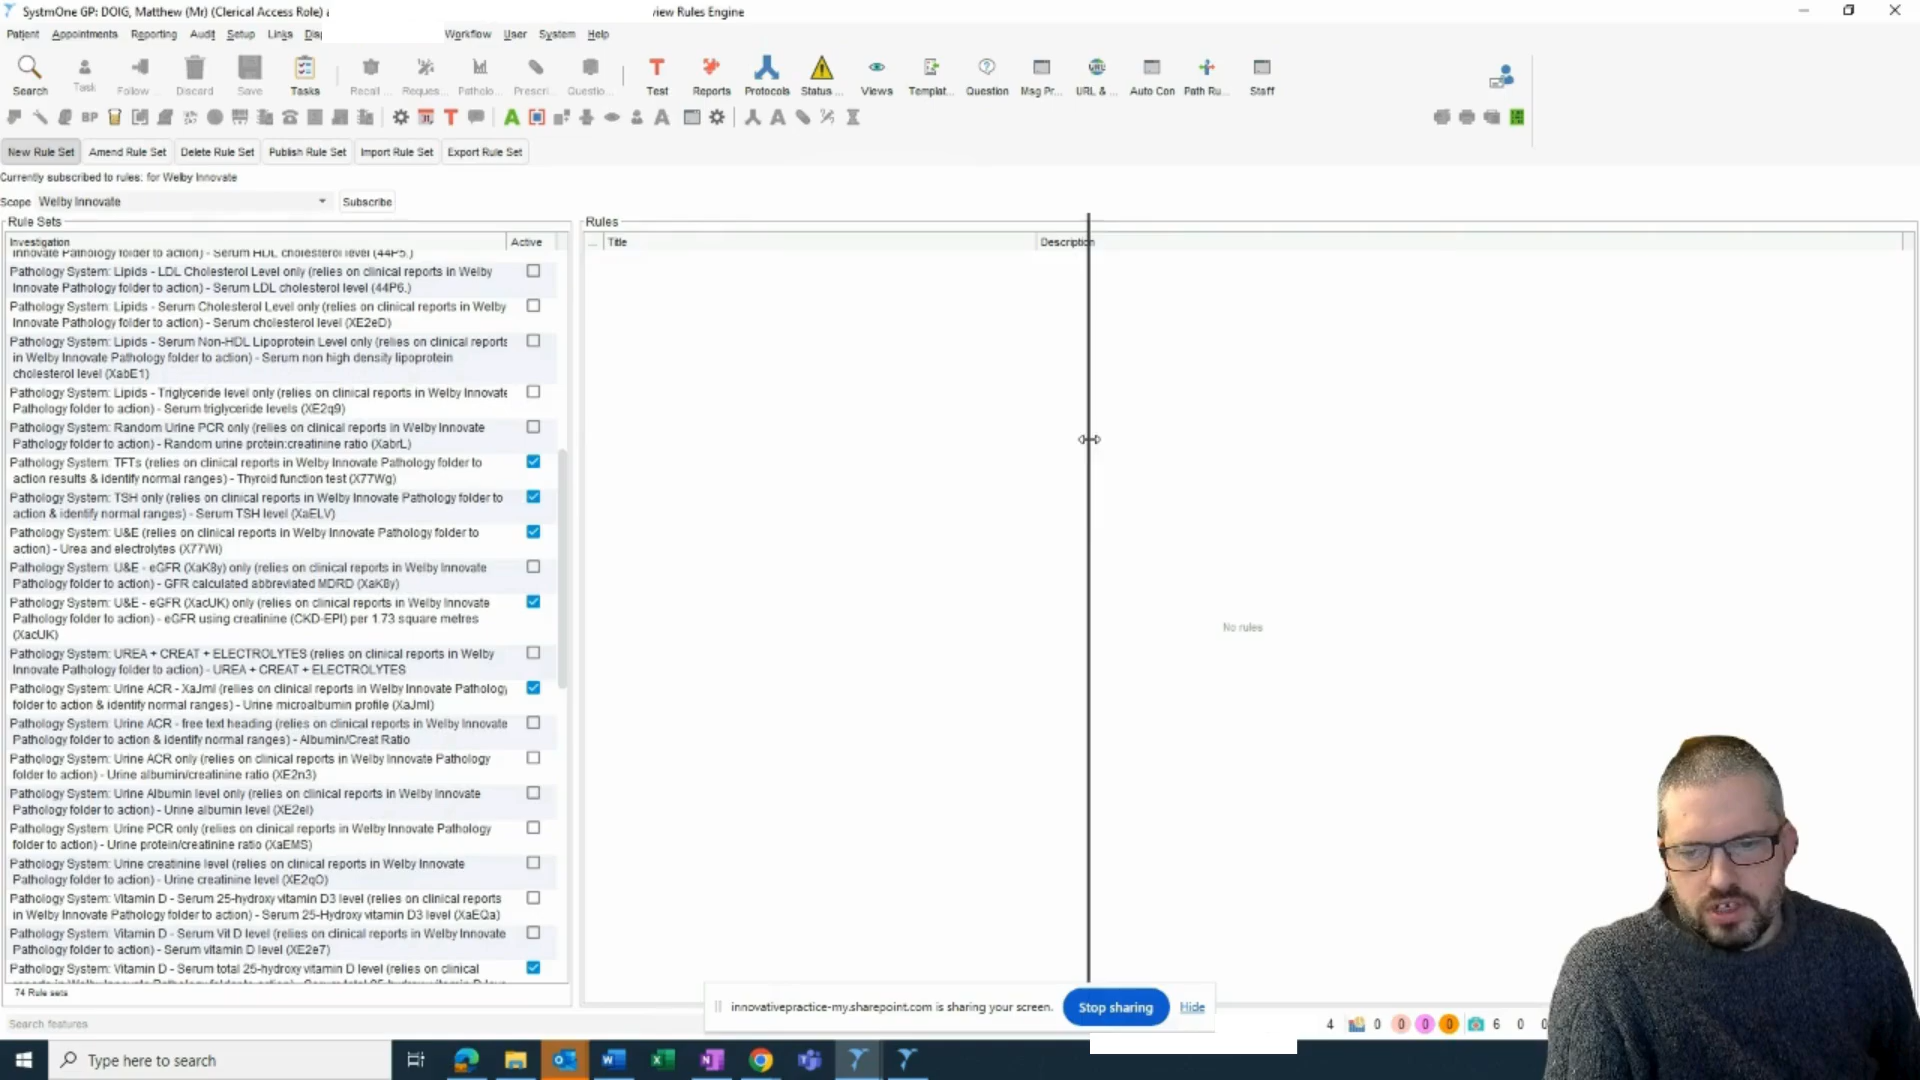 SystmOne GP: DOIG, Matthew (Mr) (Clerical Access Role)
view Rules Engine
Patient Appointments Reporting Audit Setup Links Workflow User System Help
Search Task Follow ... Discard Save Tasks Recall ... Reques... Patholo... Prescri... Questio... Test Reports Protocols Status ... Views Templat... Question Msg Pr... URL & ... Auto Con Path Ru... Staff
BP
New Rule Set Amend Rule Set Delete Rule Set Publish Rule Set Import Rule Set Export Rule Set
Currently subscribed to rules: for Welby Innovate
Scope Welby Innovate Subscribe
Rule Sets
Investigation Active
Innovate Pathology folder to action) - Serum HDL cholesterol level (44P5.)
Pathology System: Lipids - LDL Cholesterol Level only (relies on clinical reports in Welby
Innovate Pathology folder to action) - Serum LDL cholesterol level (44P6.)
Pathology System: Lipids - Serum Cholesterol Level only (relies on clinical reports in Welby
Innovate Pathology folder to action) - Serum cholesterol level (XE2eD)
Pathology System: Lipids - Serum Non-HDL Lipoprotein Level only (relies on clinical reports
in Welby Innovate Pathology folder to action) - Serum non high density lipoprotein
cholesterol level (XabE1)
Pathology System: Lipids - Triglyceride level only (relies on clinical reports in Welby Innovate
Pathology folder to action) - Serum triglyceride levels (XE2q9)
Pathology System: Random Urine PCR only (relies on clinical reports in Welby Innovate
Pathology folder to action) - Random urine protein:creatinine ratio (XabrL)
Pathology System: TFTs (relies on clinical reports in Welby Innovate Pathology folder to
action results & identify normal ranges) - Thyroid function test (X77Wg)
Pathology System: TSH only (relies on clinical reports in Welby Innovate Pathology folder to
action & identify normal ranges) - Serum TSH level (XaELV)
Pathology System: U&E (relies on clinical reports in Welby Innovate Pathology folder to
action) - Urea and electrolytes (X77Wi)
Pathology System: U&E - eGFR (XaK8y) only (relies on clinical reports in Welby Innovate
Pathology folder to action) - GFR calculated abbreviated MDRD (XaK8y)
Pathology System: U&E - eGFR (XacUK) only (relies on clinical reports in Welby Innovate
Pathology folder to action) - eGFR using creatinine (CKD-EPI) per 1.73 square metres
(XacUK)
Pathology System: UREA + CREAT + ELECTROLYTES (relies on clinical reports in Welby
Innovate Pathology folder to action) - UREA + CREAT + ELECTROLYTES
Pathology System: Urine ACR - XaJml (relies on clinical reports in Welby Innovate Pathology
folder to action & identify normal ranges) - Urine microalbumin profile (XaJml)
Pathology System: Urine ACR - free text heading (relies on clinical reports in Welby Innovate
Pathology folder to action & identify normal ranges) - Albumin/Creat Ratio
Pathology System: Urine ACR only (relies on clinical reports in Welby Innovate Pathology
folder to action) - Urine albumin/creatinine ratio (XE2n3)
Pathology System: Urine Albumin level only (relies on clinical reports in Welby Innovate
Pathology folder to action) - Urine albumin level (XE2eI)
Pathology System: Urine PCR only (relies on clinical reports in Welby Innovate Pathology
folder to action) - Urine protein/creatinine ratio (XaEMS)
Pathology System: Urine creatinine level (relies on clinical reports in Welby Innovate
Pathology folder to action) - Urine creatinine level (XE2qO)
Pathology System: Vitamin D - Serum 25-hydroxy vitamin D3 level (relies on clinical reports
in Welby Innovate Pathology folder to action) - Serum 25-Hydroxy vitamin D3 level (XaEQa)
Pathology System: Vitamin D - Serum Vit D level (relies on clinical reports in Welby Innovate
Pathology folder to action) - Serum vitamin D level (XE2e7)
Pathology System: Vitamin D - Serum total 25-hydroxy vitamin D level (relies on clinical
74 Rule sets
Rules
... Title Description
No rules
innovativepractice-my.sharepoint.com is sharing your screen. Stop sharing Hide
Search features
4 0 0 0 0 6 0 0
Type here to search